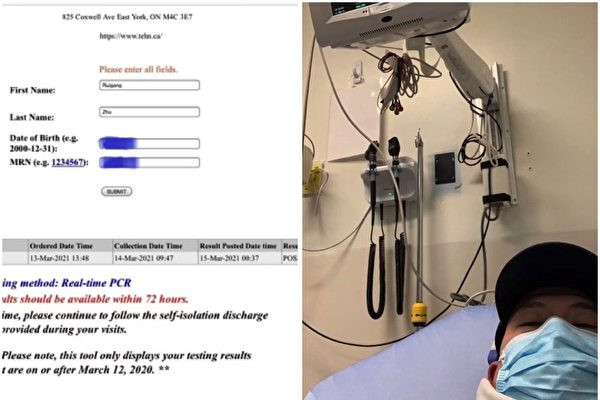 825 Coxwell Ave East York, ON M4C 3E7
https://www.tehn.ca/
Please enter all fields.
First Name:
Ruigang
Last Name:
Zhu
Date of Birth (e.g.
2000-12-31):
MRN (e.g. 1234567):
SUBMIT
Ordered Date Time Collection Date Time Result Posted Date time Res
13-Mar-2021 13:48 14-Mar-2021 09:47 15-Mar-2021 00:37 POS
ing method: Real-time PCR
ults should be available within 72 hours.
ime, please continue to follow the self-isolation discharge
provided during your visits.
Please note, this tool only displays your testing results
t are on or after March 12, 2020. **